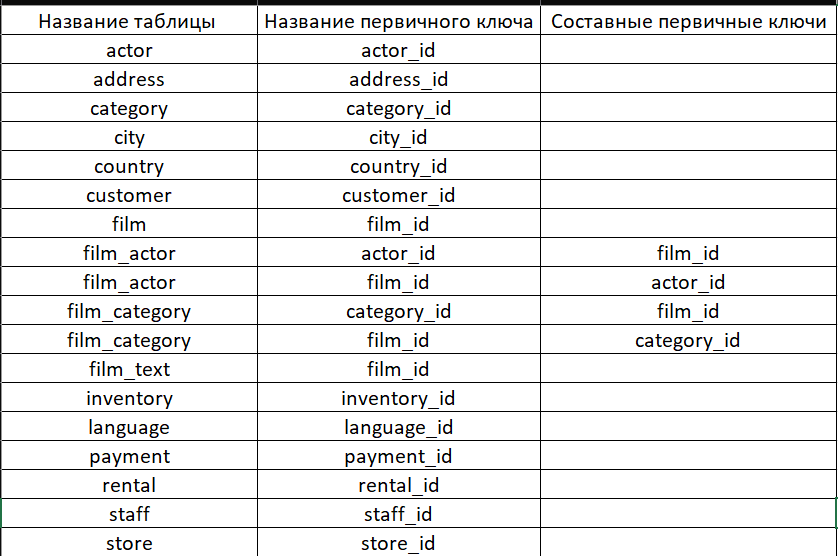 Название таблицы Название первичного ключа Составные первичные ключи
actor actor_id
address address_id
category category_id
city city_id
country country_id
customer customer_id
film film_id
film_actor actor_id film_id
film_actor film_id actor_id
film_category category_id film_id
film_category film_id category_id
film_text film_id
inventory inventory_id
language language_id
payment payment_id
rental rental_id
staff staff_id
store store_id